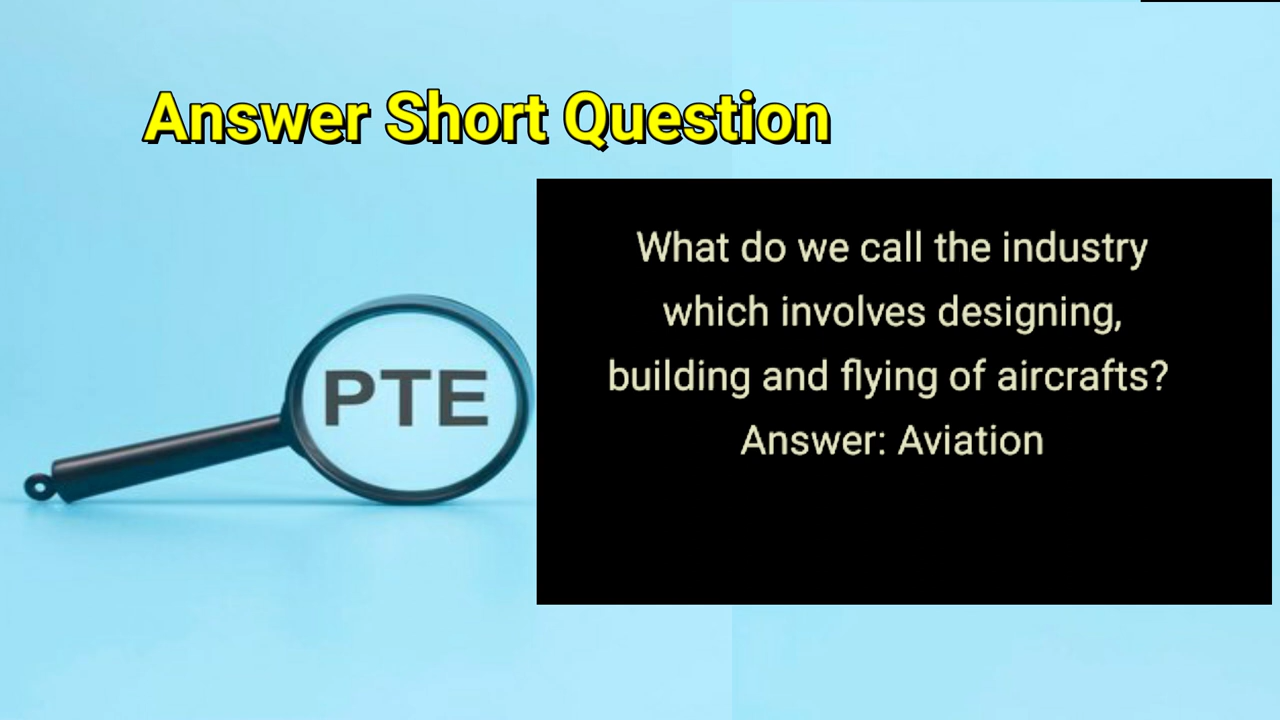 Answer Short Question
PTE
What do we call the industry
which involves designing,
building and flying of aircrafts?
Answer: Aviation